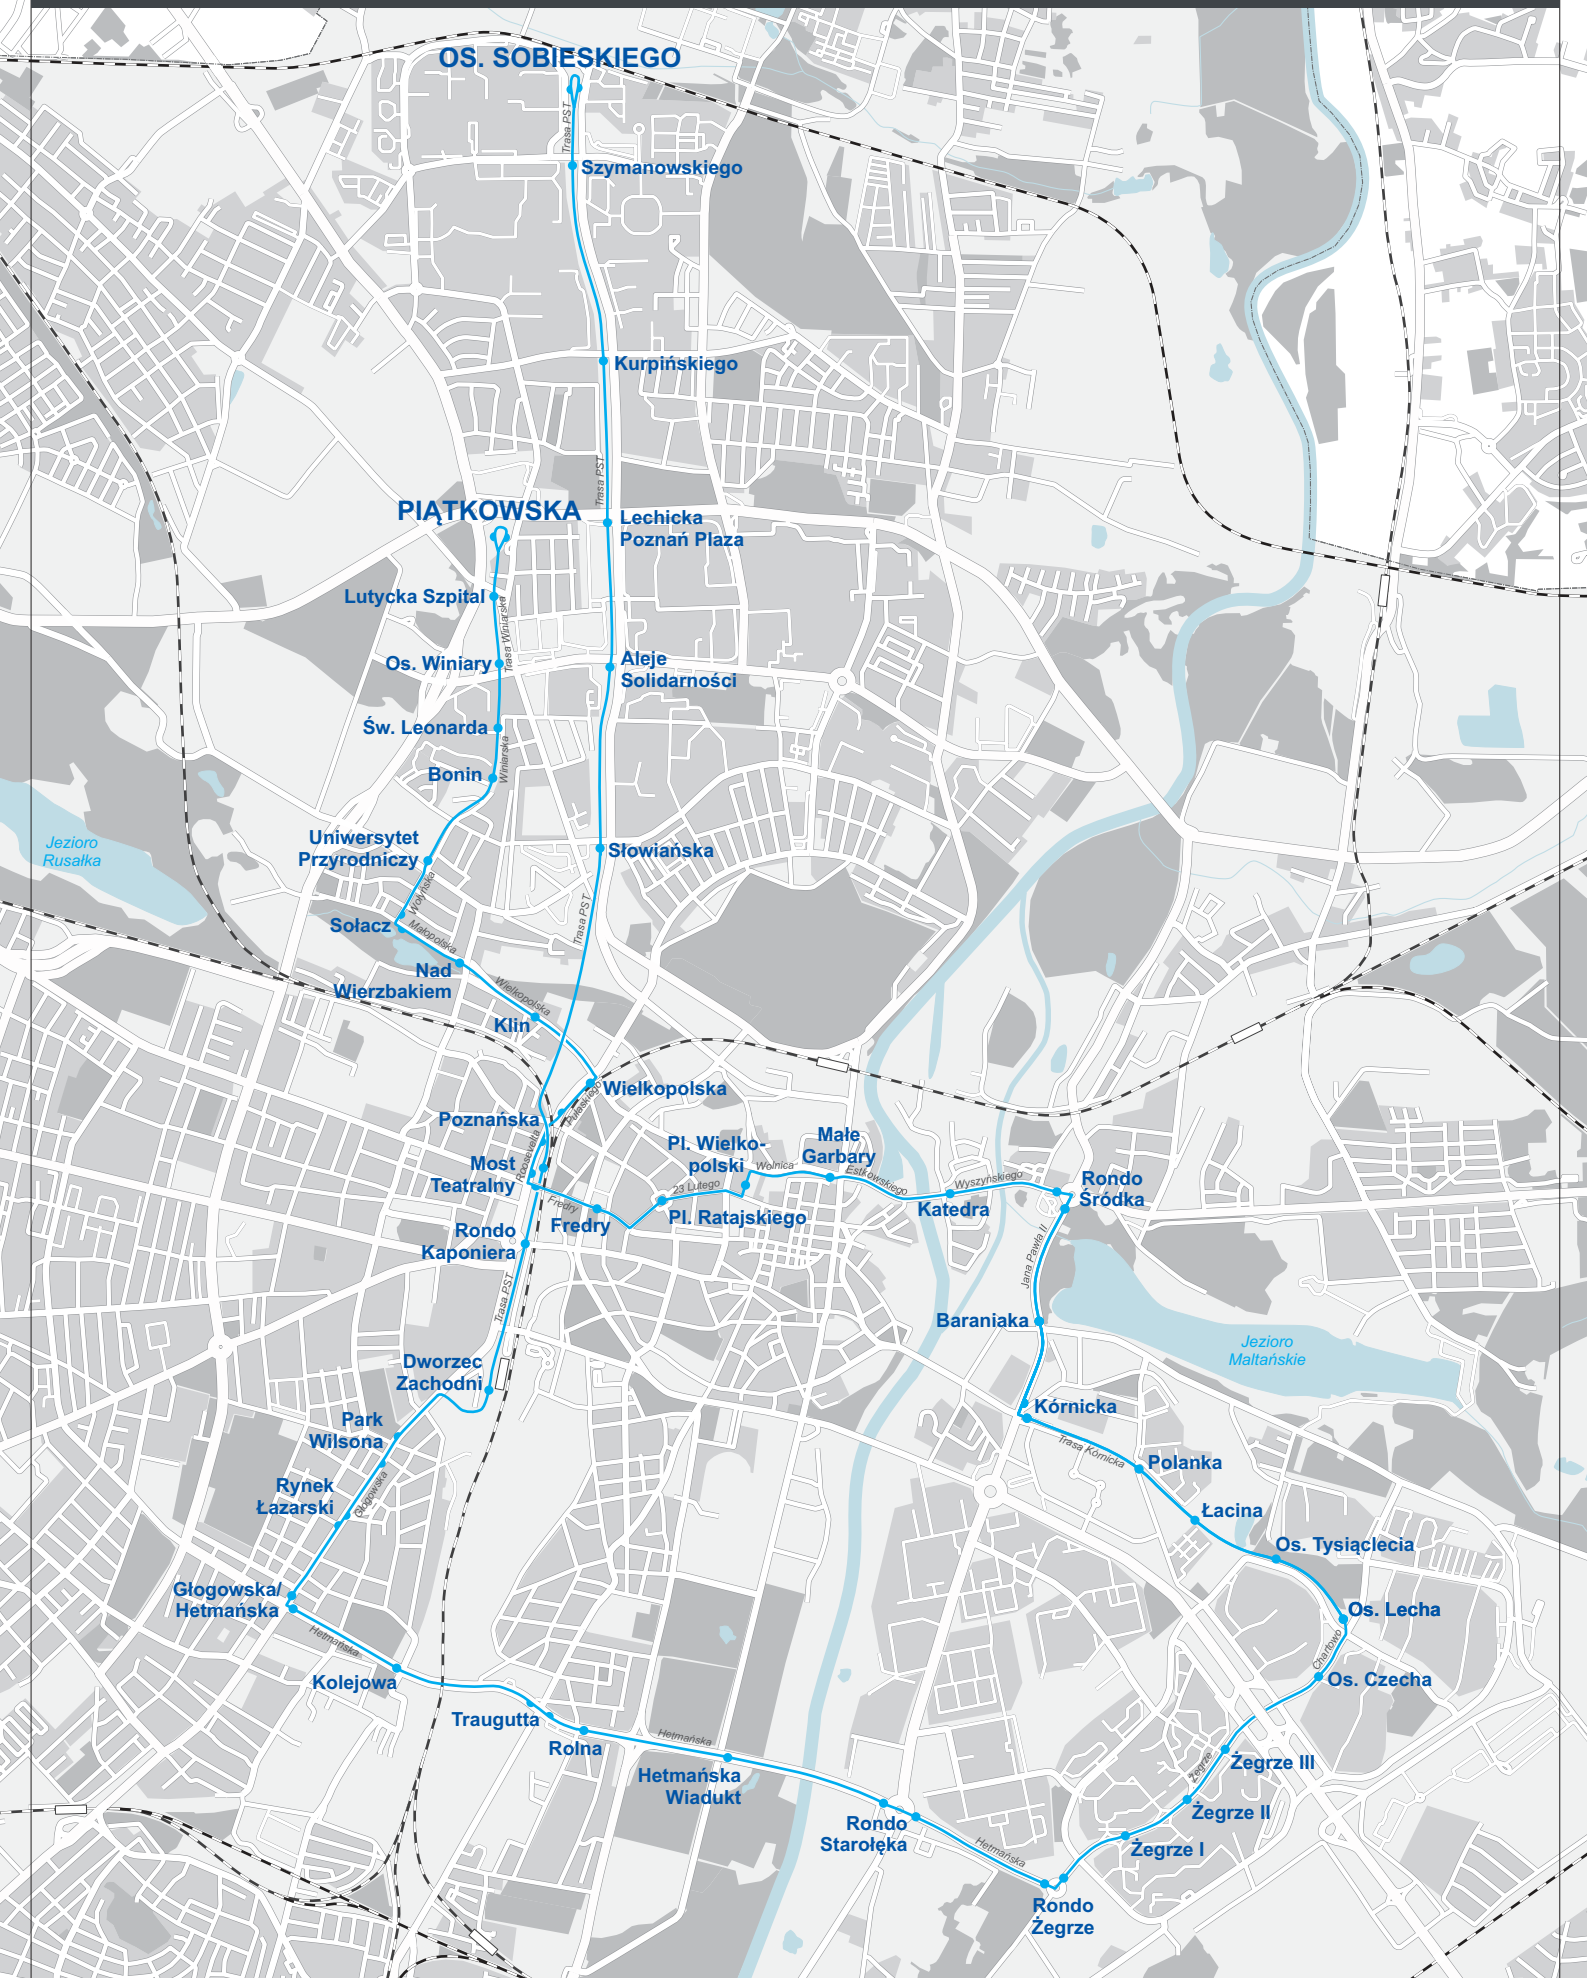 OS. SOBIESKIEGO
Trasa PST
Szymanowskiego
Kurpińskiego
Trasa PST
PIĄTKOWSKA
Lechicka
Poznań Plaza
Lutycka Szpital
Trasa Winiarska
Os. Winiary
Aleje
Solidarności
Św. Leonarda
Winiarska
Bonin
Uniwersytet
Przyrodniczy
Słowiańska
Jezioro
Rusałka
Wołyńska
Trasa PST
Sołacz
Małopolska
Nad
Wierzbakiem
Wielkopolska
Klin
Wielkopolska
Pułaskiego
Poznańska
Roosevelta
Most
Teatralny
Fredry
Fredry
Pl. Wielko-
polski
23 Lutego
Pl. Ratajskiego
Wolnica
Małe
Garbary
Estkowskiego
Katedra
Wyszyńskiego
Rondo
Śródka
Rondo
Kaponiera
Trasa PST
Jana Pawła II
Baraniaka
Jezioro
Maltańskie
Dworzec
Zachodni
Park
Wilsona
Kórnicka
Trasa Kórnicka
Polanka
Rynek
Łazarski
Głogowska
Łacina
Os. Tysiąclecia
Głogowska/
Hetmańska
Os. Lecha
Hetmańska
Chartowo
Kolejowa
Os. Czecha
Traugutta
Rolna
Hetmańska
Hetmańska
Wiadukt
Żegrze III
Żegrze
Żegrze II
Rondo
Starołęka
Hetmańska
Żegrze I
Rondo
Żegrze